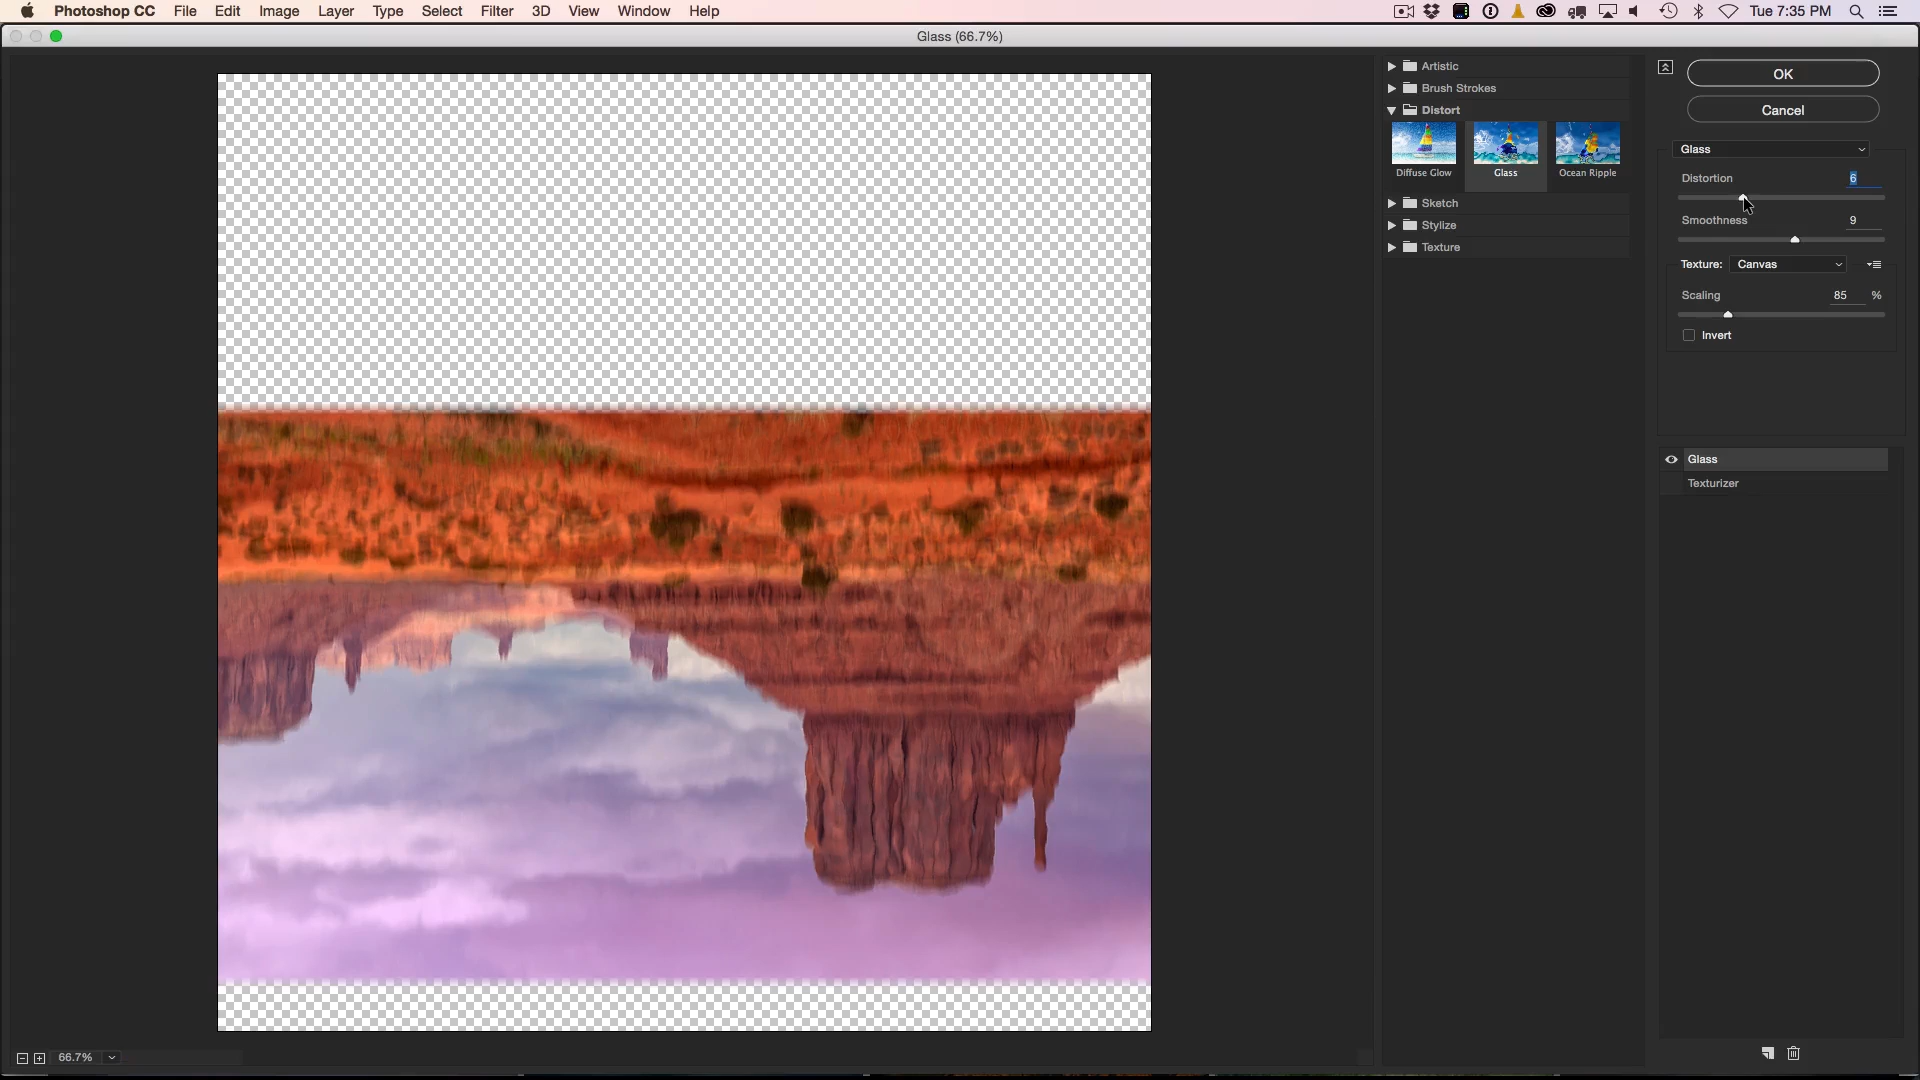 Photoshop CC File Edit Image Layer Type Select Filter 3D View Window Help Tue 7:35 PM
Glass (66.7%)
Artistic
Brush Strokes
Distort
Diffuse Glow Glass Ocean Ripple
Sketch
Stylize
Texture
OK
Cancel
Glass
Distortion 6
Smoothness 9
Texture: Canvas
Scaling 85 %
Invert
Glass
Texturizer
66.7%